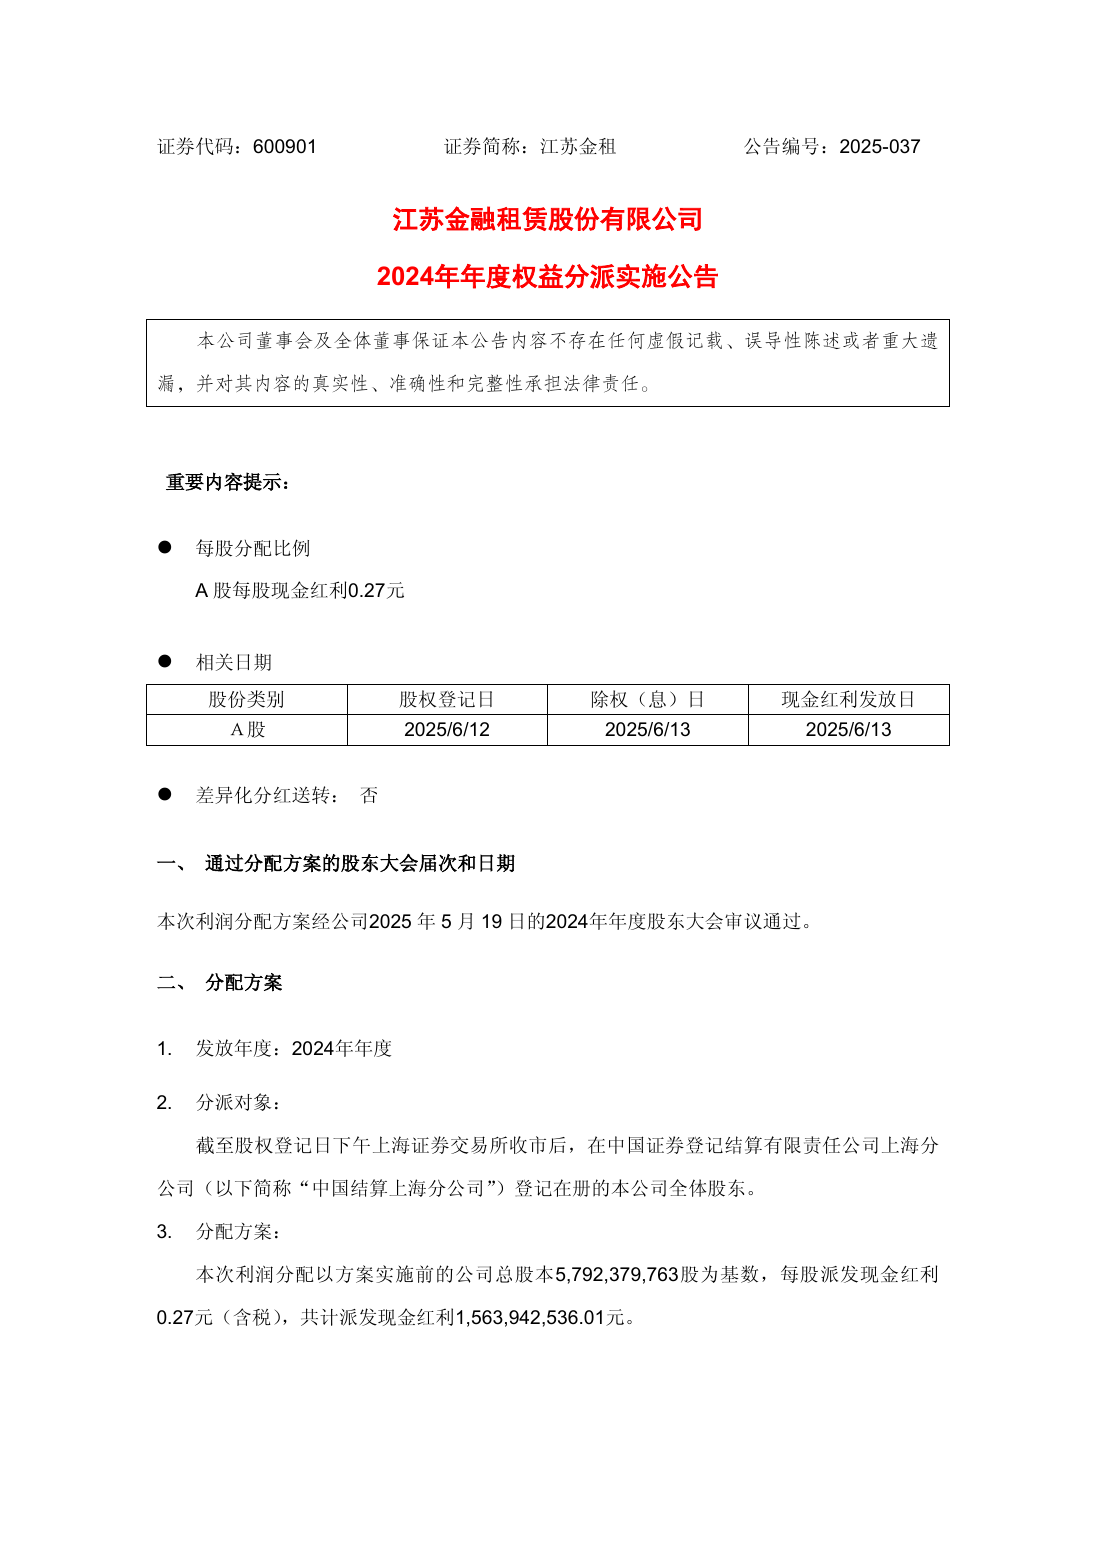 证券代码：600901 证券简称：江苏金租 公告编号：2025-037
江苏金融租赁股份有限公司
2024年年度权益分派实施公告
本公司董事会及全体董事保证本公告内容不存在任何虚假记载、误导性陈述或者重大遗
漏，并对其内容的真实性、准确性和完整性承担法律责任。
重要内容提示：
● 每股分配比例
A 股每股现金红利0.27元
● 相关日期
股份类别 股权登记日 除权（息）日 现金红利发放日
Ａ股 2025/6/12 2025/6/13 2025/6/13
● 差异化分红送转： 否
一、 通过分配方案的股东大会届次和日期
本次利润分配方案经公司2025 年 5 月 19 日的2024年年度股东大会审议通过。
二、 分配方案
1. 发放年度：2024年年度
2. 分派对象：
截至股权登记日下午上海证券交易所收市后，在中国证券登记结算有限责任公司上海分
公司（以下简称“中国结算上海分公司”）登记在册的本公司全体股东。
3. 分配方案：
本次利润分配以方案实施前的公司总股本5,792,379,763股为基数，每股派发现金红利
0.27元（含税），共计派发现金红利1,563,942,536.01元。